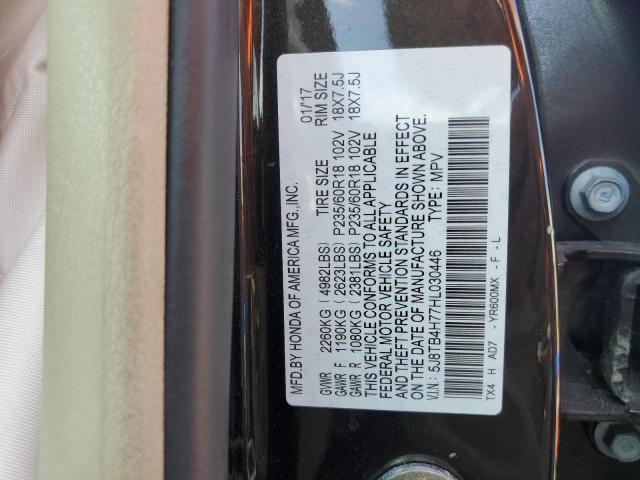 MFD.BY HONDA OF AMERICA MFG.,INC. 01/'17
TIRE SIZE RIM SIZE
GVWR 2260KG ( 4982LBS)
GAWR F 1190KG ( 2623LBS) P235/60R18 102V 18X7.5J
GAWR R 1080KG ( 2381LBS) P235/60R18 102V 18X7.5J
THIS VEHICLE CONFORMS TO ALL APPLICABLE
FEDERAL MOTOR VEHICLE SAFETY
AND THEFT PREVENTION STANDARDS IN EFFECT
ON THE DATE OF MANUFACTURE SHOWN ABOVE.
V.I.N: 5J8TB4H77HL030446 TYPE: MPV
TX4 H AD7 - YR600MX - F - L